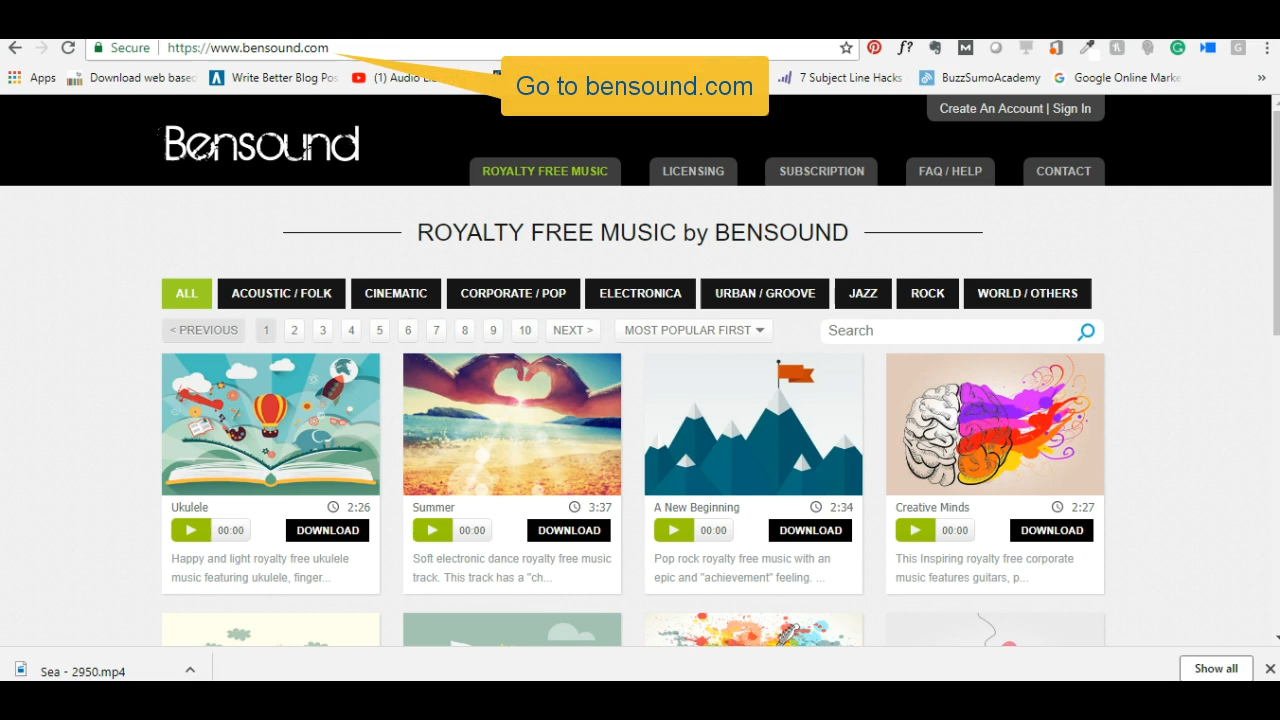 Secure https://www.bensound.com
Apps Download web base Write Better Blog Pos (1) Audio Li 7 Subject Line Hacks BuzzSumoAcademy Google Online Marke
Go to bensound.com
Create An Account | Sign In
Bensound
ROYALTY FREE MUSIC LICENSING SUBSCRIPTION FAQ / HELP CONTACT
ROYALTY FREE MUSIC by BENSOUND
ALL ACOUSTIC / FOLK CINEMATIC CORPORATE / POP ELECTRONICA URBAN / GROOVE JAZZ ROCK WORLD / OTHERS
< PREVIOUS 1 2 3 4 5 6 7 8 9 10 NEXT > MOST POPULAR FIRST Search
Ukulele 2:26 Summer 3:37 A New Beginning 2:34 Creative Minds 2:27
00:00 DOWNLOAD 00:00 DOWNLOAD 00:00 DOWNLOAD 00:00 DOWNLOAD
Happy and light royalty free ukulele Soft electronic dance royalty free music Pop rock royalty free music with an This Inspiring royalty free corporate
music featuring ukulele, finger... track. This track has a "ch... epic and "achievement" feeling. ... music features guitars, p...
Sea - 2950.mp4 Show all